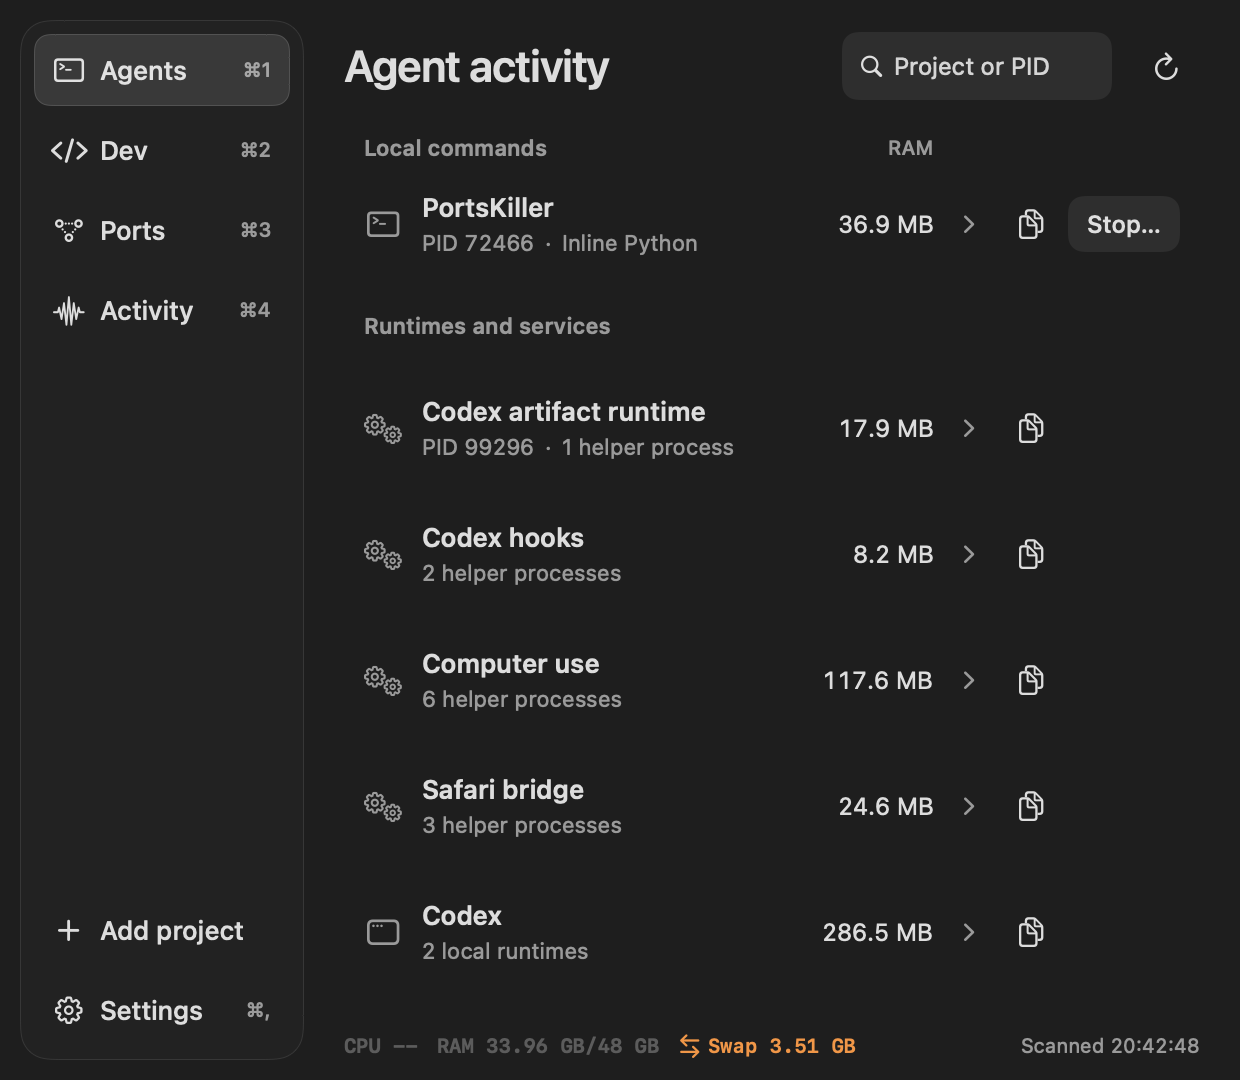 Agents ⌘1
Dev ⌘2
Ports ⌘3
Activity ⌘4
Add project
Settings ⌘,
Agent activity
Project or PID
Local commands RAM
PortsKiller
PID 72466 · Inline Python
36.9 MB
Stop...
Runtimes and services
Codex artifact runtime
PID 99296 · 1 helper process
17.9 MB
Codex hooks
2 helper processes
8.2 MB
Computer use
6 helper processes
117.6 MB
Safari bridge
3 helper processes
24.6 MB
Codex
2 local runtimes
286.5 MB
CPU —— RAM 33.96 GB/48 GB Swap 3.51 GB Scanned 20:42:48